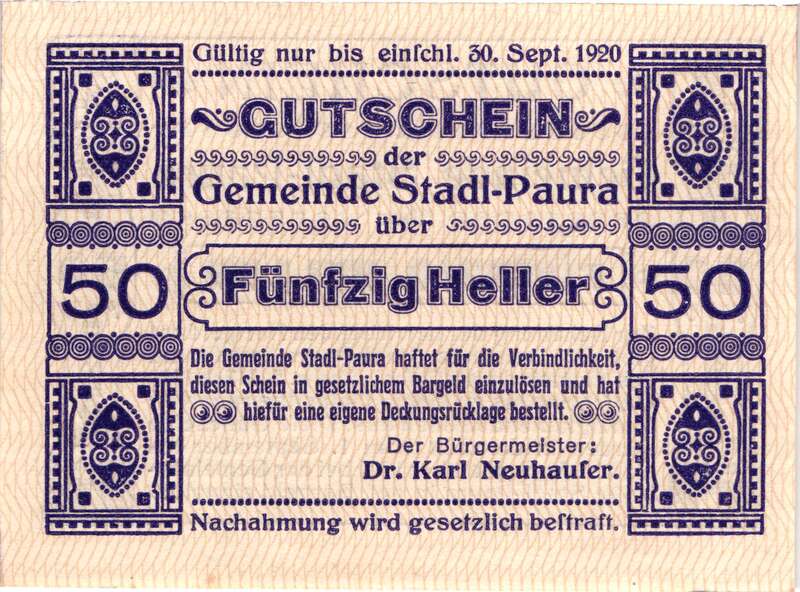 Gültig nur bis einſchl. 30. Sept. 1920
GUTSCHEIN
der
Gemeinde Stadl-Paura
über
50 Fünfzig Heller 50
Die Gemeinde Stadl-Paura haftet für die Verbindlichkeit,
diesen Schein in gesetzlichem Bargeld einzulösen und hat
hiefür eine eigene Deckungsrücklage bestellt.
Der Bürgermeister:
Dr. Karl Neuhauſer.
Nachahmung wird gesetzlich beſtraft.